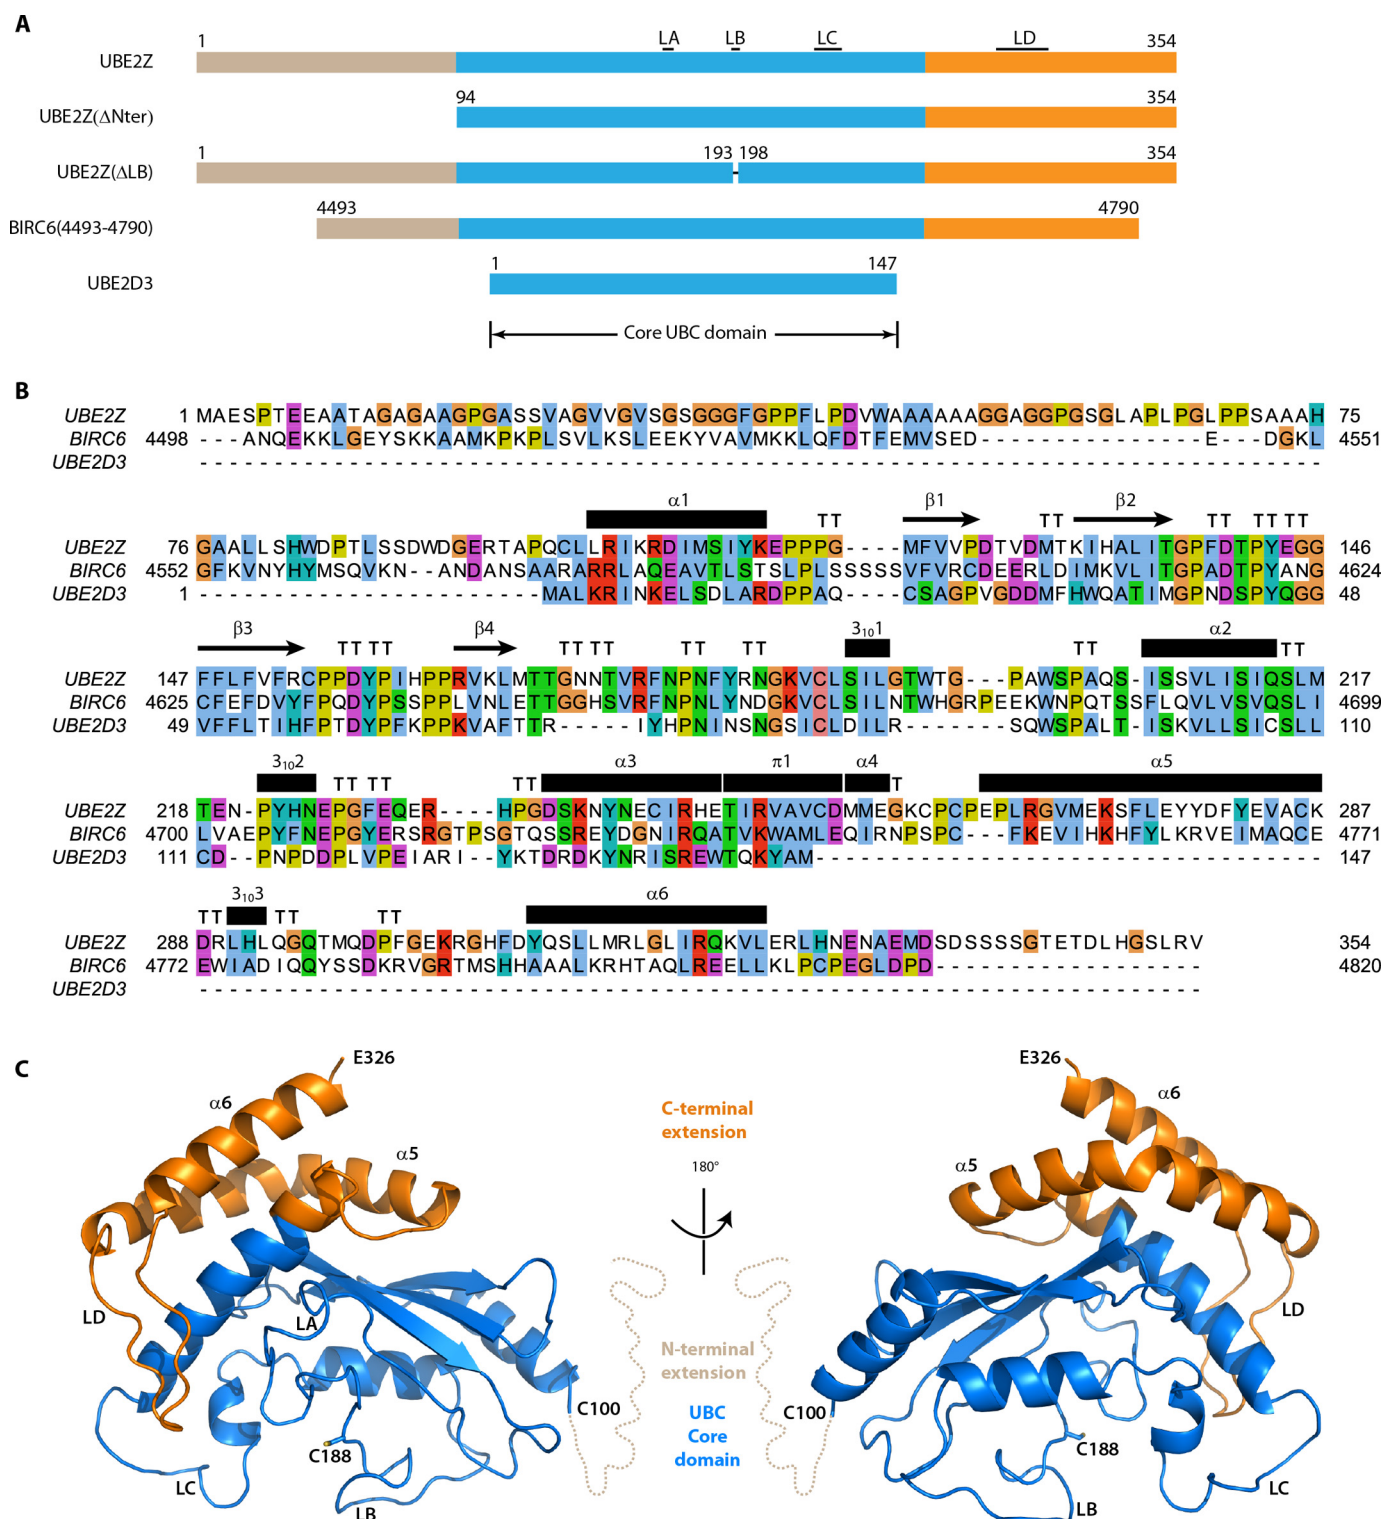 A
UBE2Z 1 LA LB LC LD 354
UBE2Z(ΔNter) 94 354
UBE2Z(ΔLB) 1 193 198 354
BIRC6(4493-4790) 4493 4790
UBE2D3 1 147
Core UBC domain
B
UBE2Z 1 MAESPTEEAATAGAGAAGPGASSVAGVVGVSGSGGGFGPPFLPDVWAAAAAAGGAGGPGSGLAPLPGLPPSAAAH 75
BIRC6 4498 ---ANQEKKLGEYSKKAAMKPKPLSVLKSLEEKYVAVMKKLQFDTFEMVSED---------------E---DGKL 4551
UBE2D3 ---------------------------------------------------------------------------
α1 TT β1 TT β2 TT TT TT
UBE2Z 76 GAALLSHWDPTLSSDWDGERTAPQCLLRIKRDIMSIYKEPPPG----MFVVPDTVDMTKIHALITGPFDTPYEGG 146
BIRC6 4552 GFKVNYHYMSQVKN--ANDANSAARARRLAQEAVTLSTSLPLSSSSSVFVRCDEERLDIMKVLITGPADTPYANG 4624
UBE2D3 1 -----------------------MALKRINKELSDLARDPPAQ----CSAGPVGDDMFHWQATIMGPNDSPYQGG 48
β3 TT TT β4 TT TT TT TT 3₁₀1 TT α2 TT
UBE2Z 147 FFLFVFRCPPDYPIHPPRVKLMTTGNNTVRFNPNFYRNGKVCLSILGTWTG---PAWSPAQS-ISSVLISIQSLM 217
BIRC6 4625 CFEFDVYFPQDYPSSPPLVNLETTGGHSVRFNPNLYNDGKVCLSILNTWHGRPEEKWNPQTSSFLQVLVSVQSLI 4699
UBE2D3 49 VFFLTIHFPTDYPFKPPKVAFTTR-----IYHPNINSNGSICLDILR-------SQWSPALT-ISKVLLSICSLL 110
3₁₀2 TT TT TT α3 π1 α4 T α5
UBE2Z 218 TEN-PYHNEPGFEQER----HPGDSKNYNECIRHETIRVAVCDMMEGKCPCPEPLRGVMEKSFLEYYDFYEVACK 287
BIRC6 4700 LVAEPYFNEPGYERSRGTPSGTQSSREYDGNIRQATVKWAMLEQIRNPSPC---FKEVIHKHFYLKRVEIMAQCE 4771
UBE2D3 111 CD--PNPDDPLVPEIARI--YKTDRDKYNRISREWTQKYAM---------------------------------- 147
TT 3₁₀3 TT TT α6
UBE2Z 288 DRLHLQGQTMQDPFGEKRGHFDYQSLLMRLGLIRQKVLERLHNENAEMDSDSSSSGTETDLHGSLRV 354
BIRC6 4772 EWIADIQQYSSDKRVGRTMSHHAAALKRHTAQLREELLKLPCPEGLDPD------------------ 4820
UBE2D3 -------------------------------------------------------------------
C
E326
α6
α5
LD
LA
C100
C188
LC
LB
C-terminal
extension
180°
N-terminal
extension
UBC
Core
domain
E326
α6
α5
LD
C100
C188
LC
LB